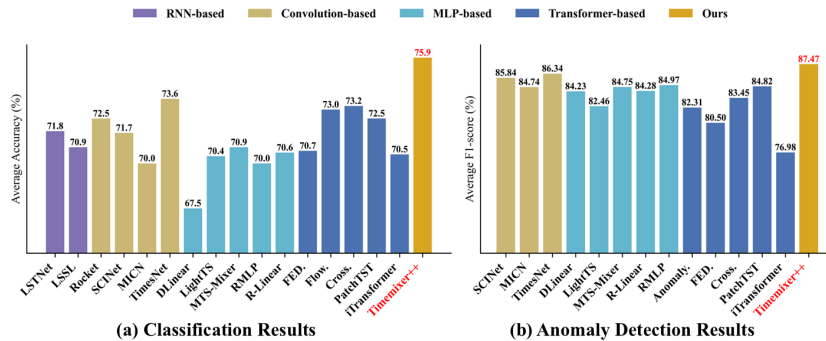 RNN-based Convolution-based MLP-based Transformer-based Ours
Average Accuracy (%)
71.8 70.9 72.5 71.7 70.0 73.6 67.5 70.4 70.9 70.0 70.6 70.7 73.0 73.2 72.5 70.5 75.9
LSTNet LSSL Rocket SCINet MICN TimesNet DLinear LightTS MTS-Mixer RMLP R-Linear FED. Flow. Cross. PatchTST iTransformer Timemixer++
(a) Classification Results
Average F1-score (%)
85.84 84.74 86.34 84.23 82.46 84.75 84.28 84.97 82.31 80.50 83.45 84.82 76.98 87.47
SCINet MICN TimesNet DLinear LightTS MTS-Mixer R-Linear RMLP Anomaly. FED. Cross. PatchTST iTransformer Timemixer++
(b) Anomaly Detection Results